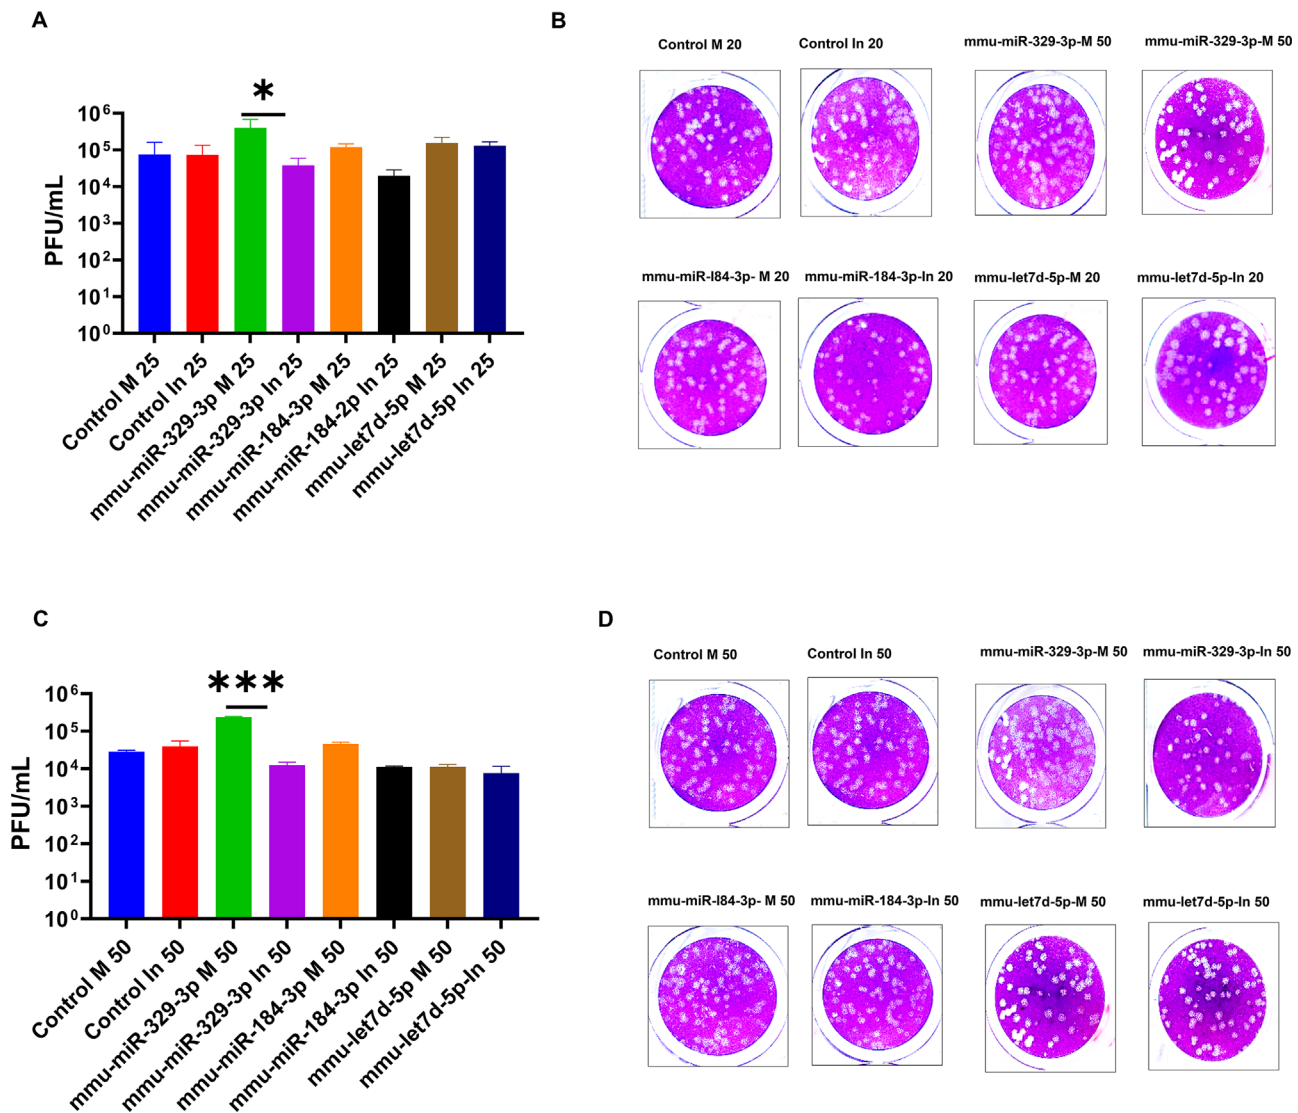 A
B
Control M 20
Control In 20
mmu-miR-329-3p-M 50
mmu-miR-329-3p-M 50
*
PFU/mL
10⁶
10⁵
10⁴
10³
10²
10¹
10⁰
Control M 25
Control In 25
mmu-miR-329-3p M 25
mmu-miR-329-3p In 25
mmu-miR-184-3p M 25
mmu-miR-184-2p In 25
mmu-let7d-5p M 25
mmu-let7d-5p In 25
mmu-miR-l84-3p- M 20
mmu-miR-184-3p-In 20
mmu-let7d-5p-M 20
mmu-let7d-5p-In 20
C
D
Control M 50
Control In 50
mmu-miR-329-3p-M 50
mmu-miR-329-3p-In 50
***
PFU/mL
10⁶
10⁵
10⁴
10³
10²
10¹
10⁰
Control M 50
Control In 50
mmu-miR-329-3p M 50
mmu-miR-329-3p In 50
mmu-miR-184-3p M 50
mmu-miR-184-3p In 50
mmu-let7d-5p M 50
mmu-let7d-5p-In 50
mmu-miR-l84-3p- M 50
mmu-miR-184-3p-In 50
mmu-let7d-5p-M 50
mmu-let7d-5p-In 50